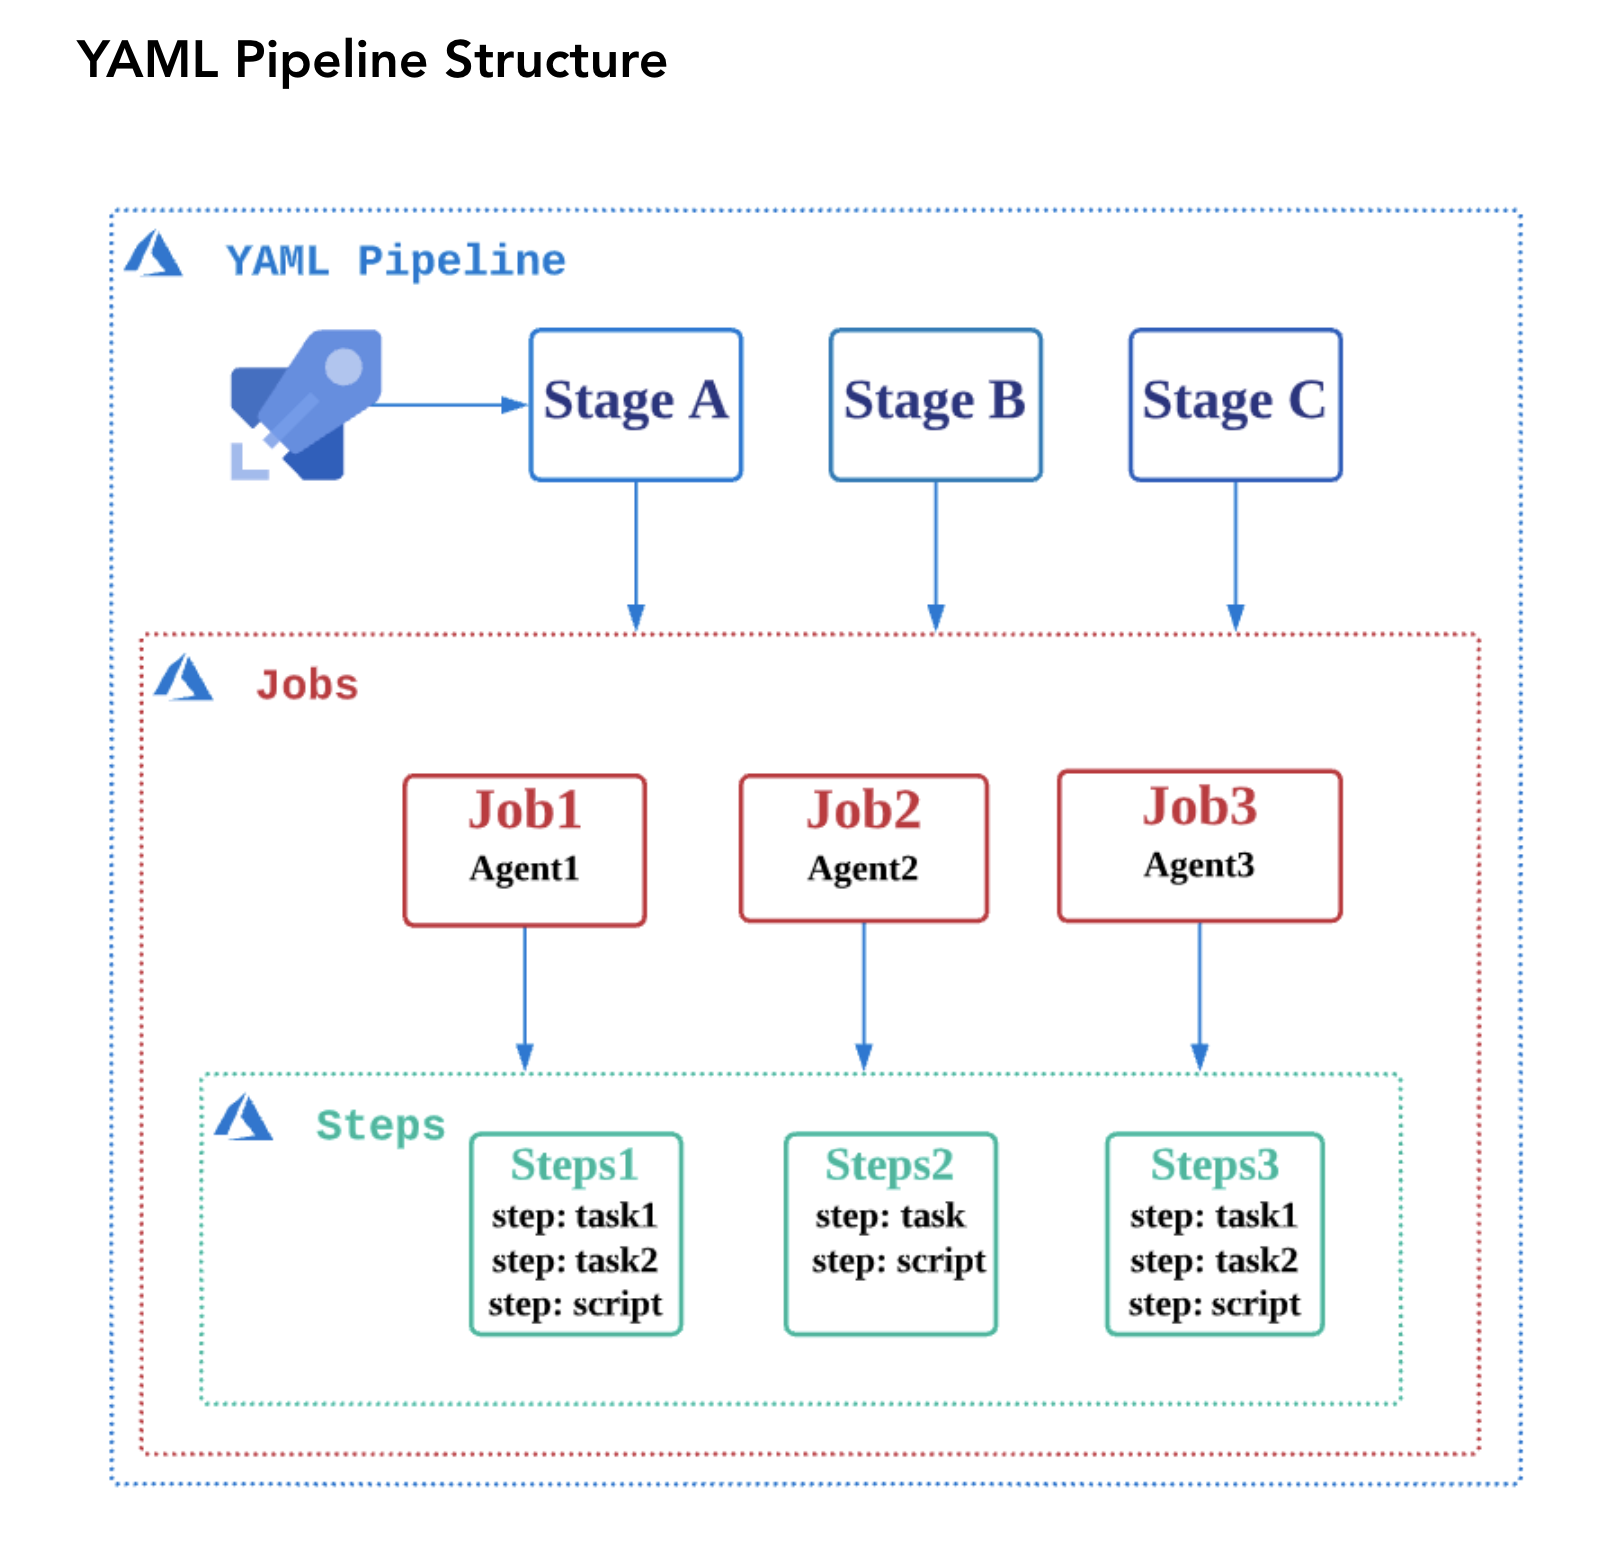 YAML Pipeline Structure
YAML Pipeline
Stage A
Stage B
Stage C
Jobs
Job1
Agent1
Job2
Agent2
Job3
Agent3
Steps
Steps1
step: task1
step: task2
step: script
Steps2
step: task
step: script
Steps3
step: task1
step: task2
step: script